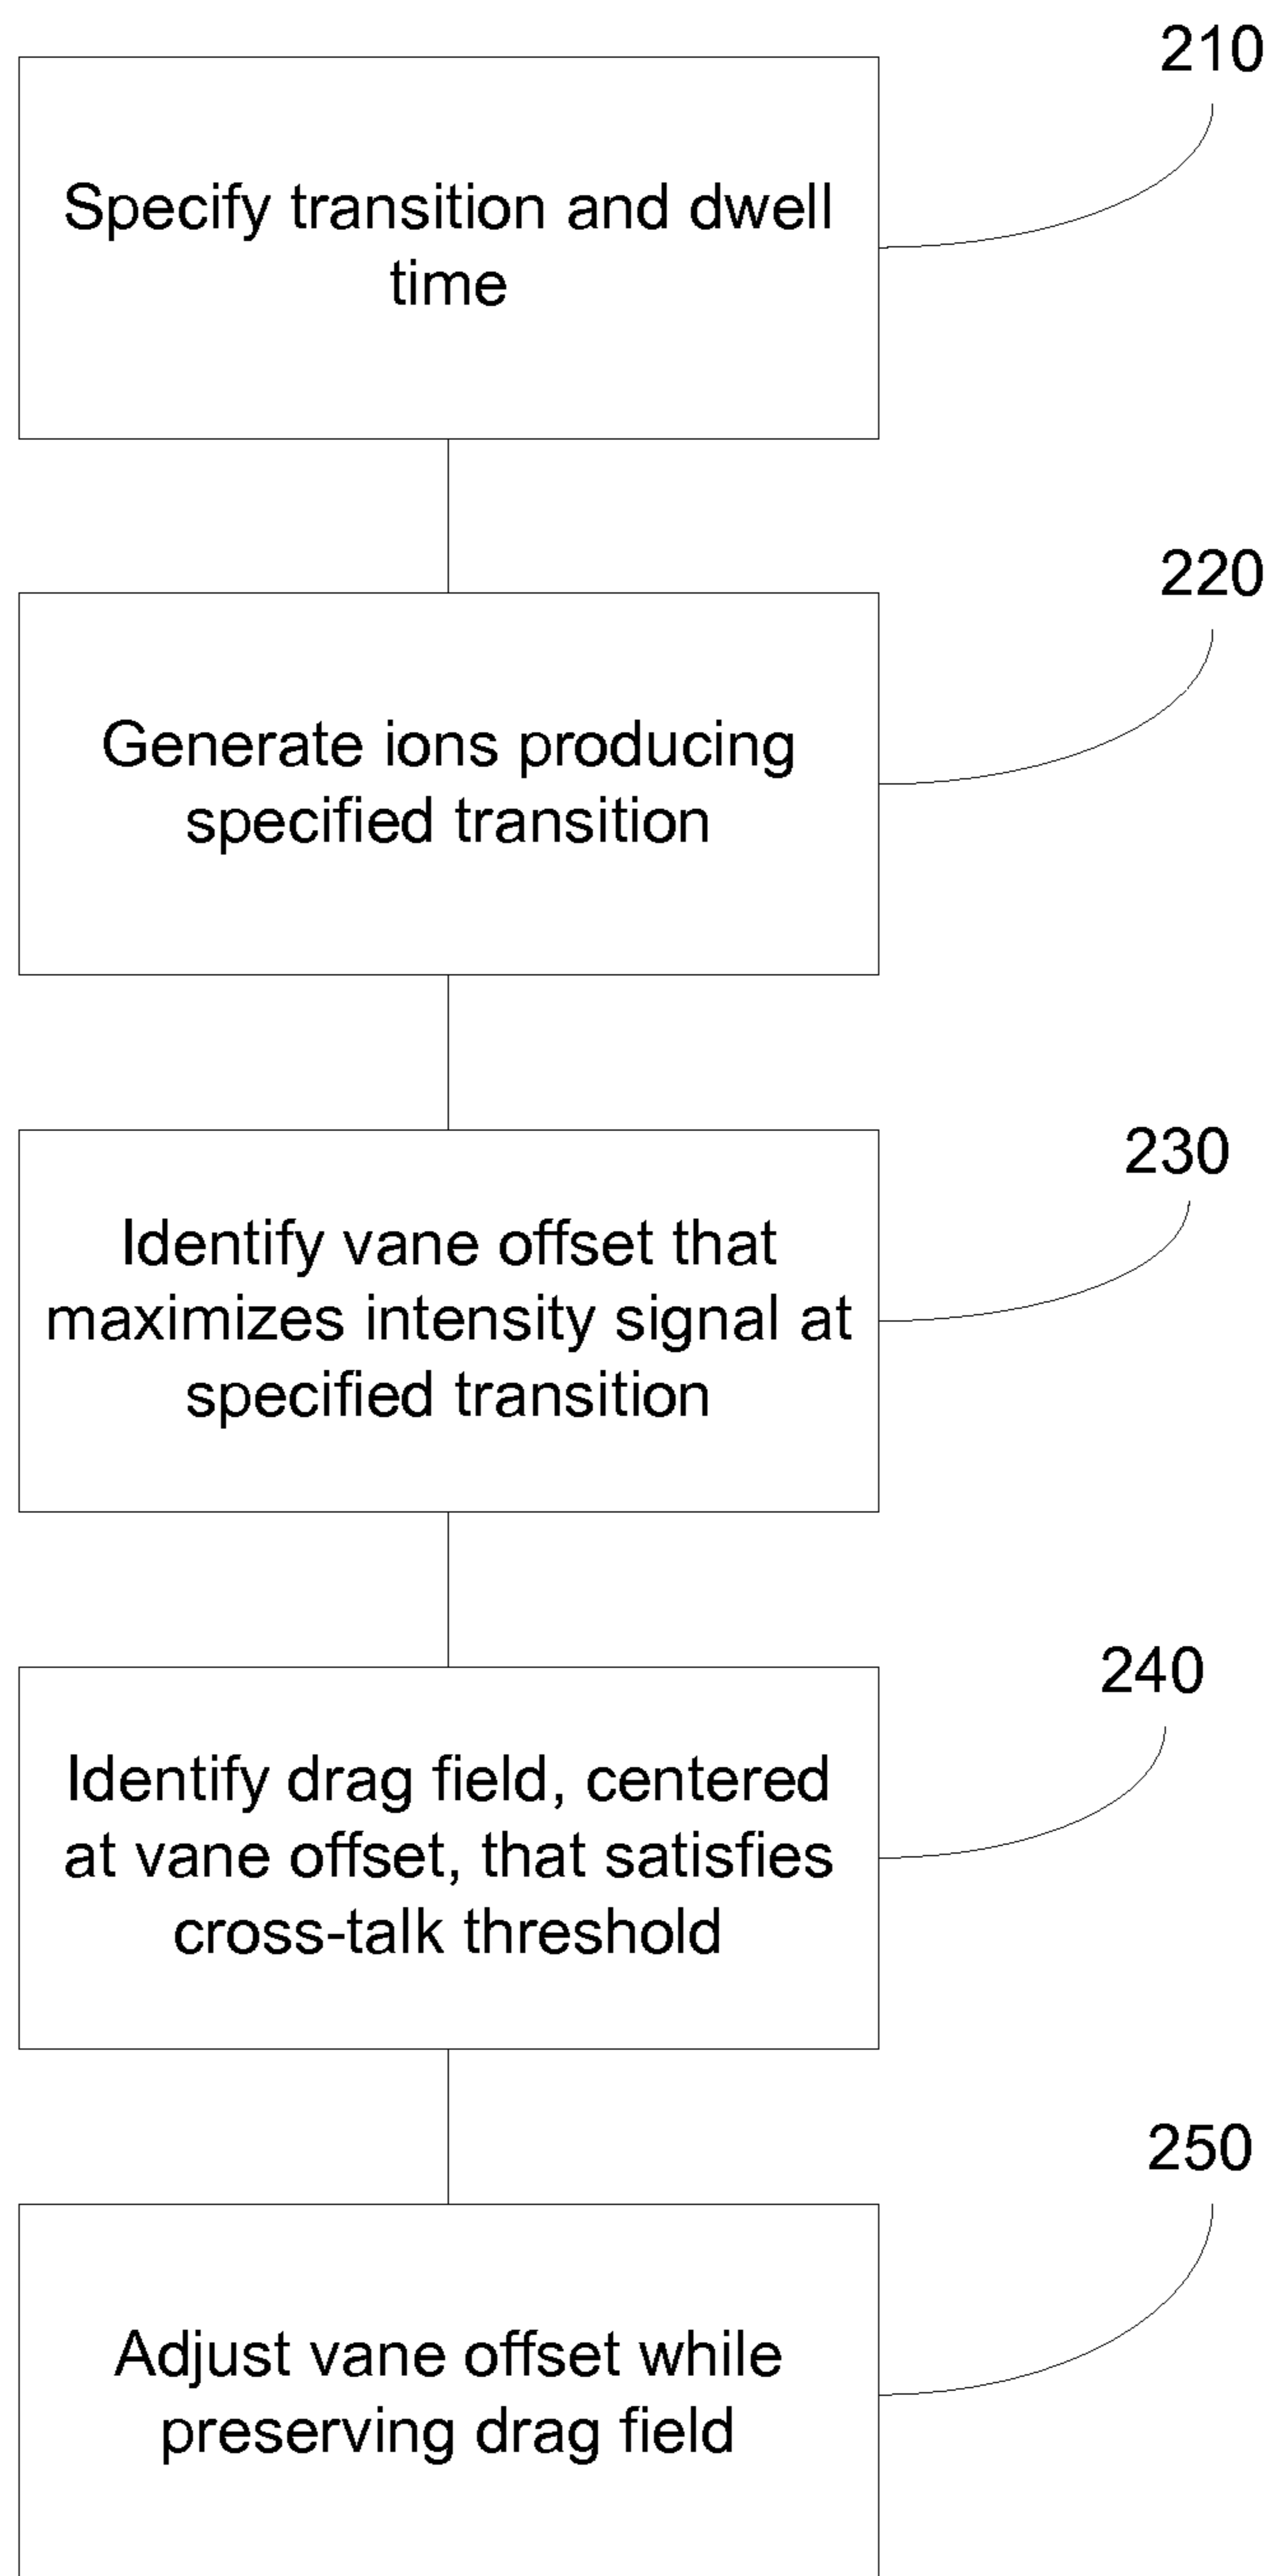 210
Specify transition and dwell
time
220
Generate ions producing
specified transition
230
Identify vane offset that
maximizes intensity signal at
specified transition
240
Identify drag field, centered
at vane offset, that satisfies
cross-talk threshold
250
Adjust vane offset while
preserving drag field